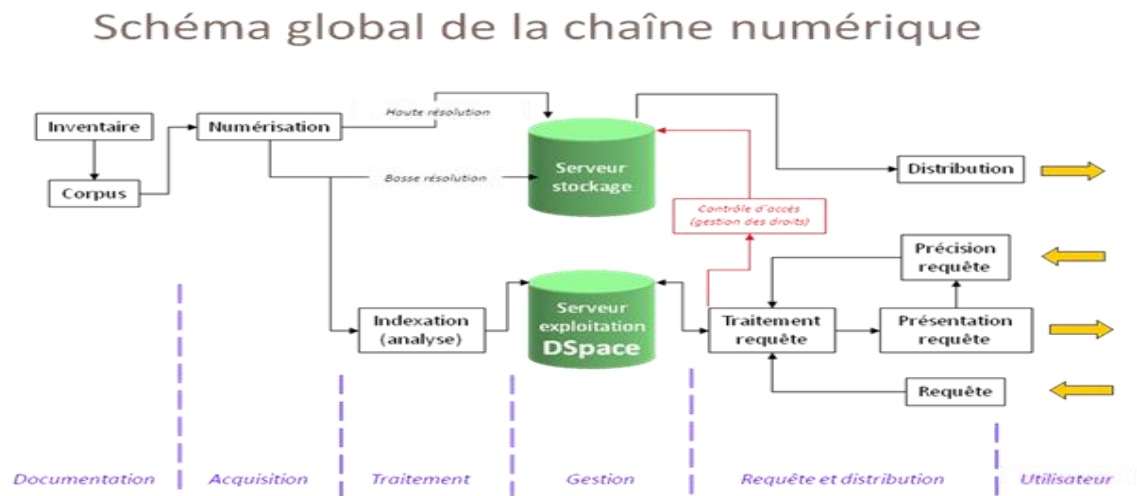 Schéma global de la chaîne numérique
Inventaire
Numérisation
Haute résolution
Corpus
Basse résolution
Serveur
stockage
Distribution
Contrôle d'accès
(gestion des droits)
Précision
requête
Indexation
(analyse)
Serveur
exploitation
DSpace
Traitement
requête
Présentation
requête
Requête
Documentation
Acquisition
Traitement
Gestion
Requête et distribution
Utilisateur